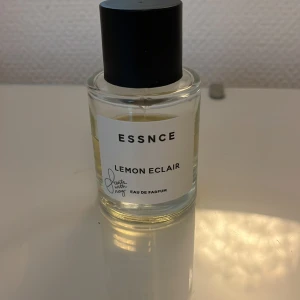 ESSNCE
LEMON ECLAIR
EAU DE PARFUM